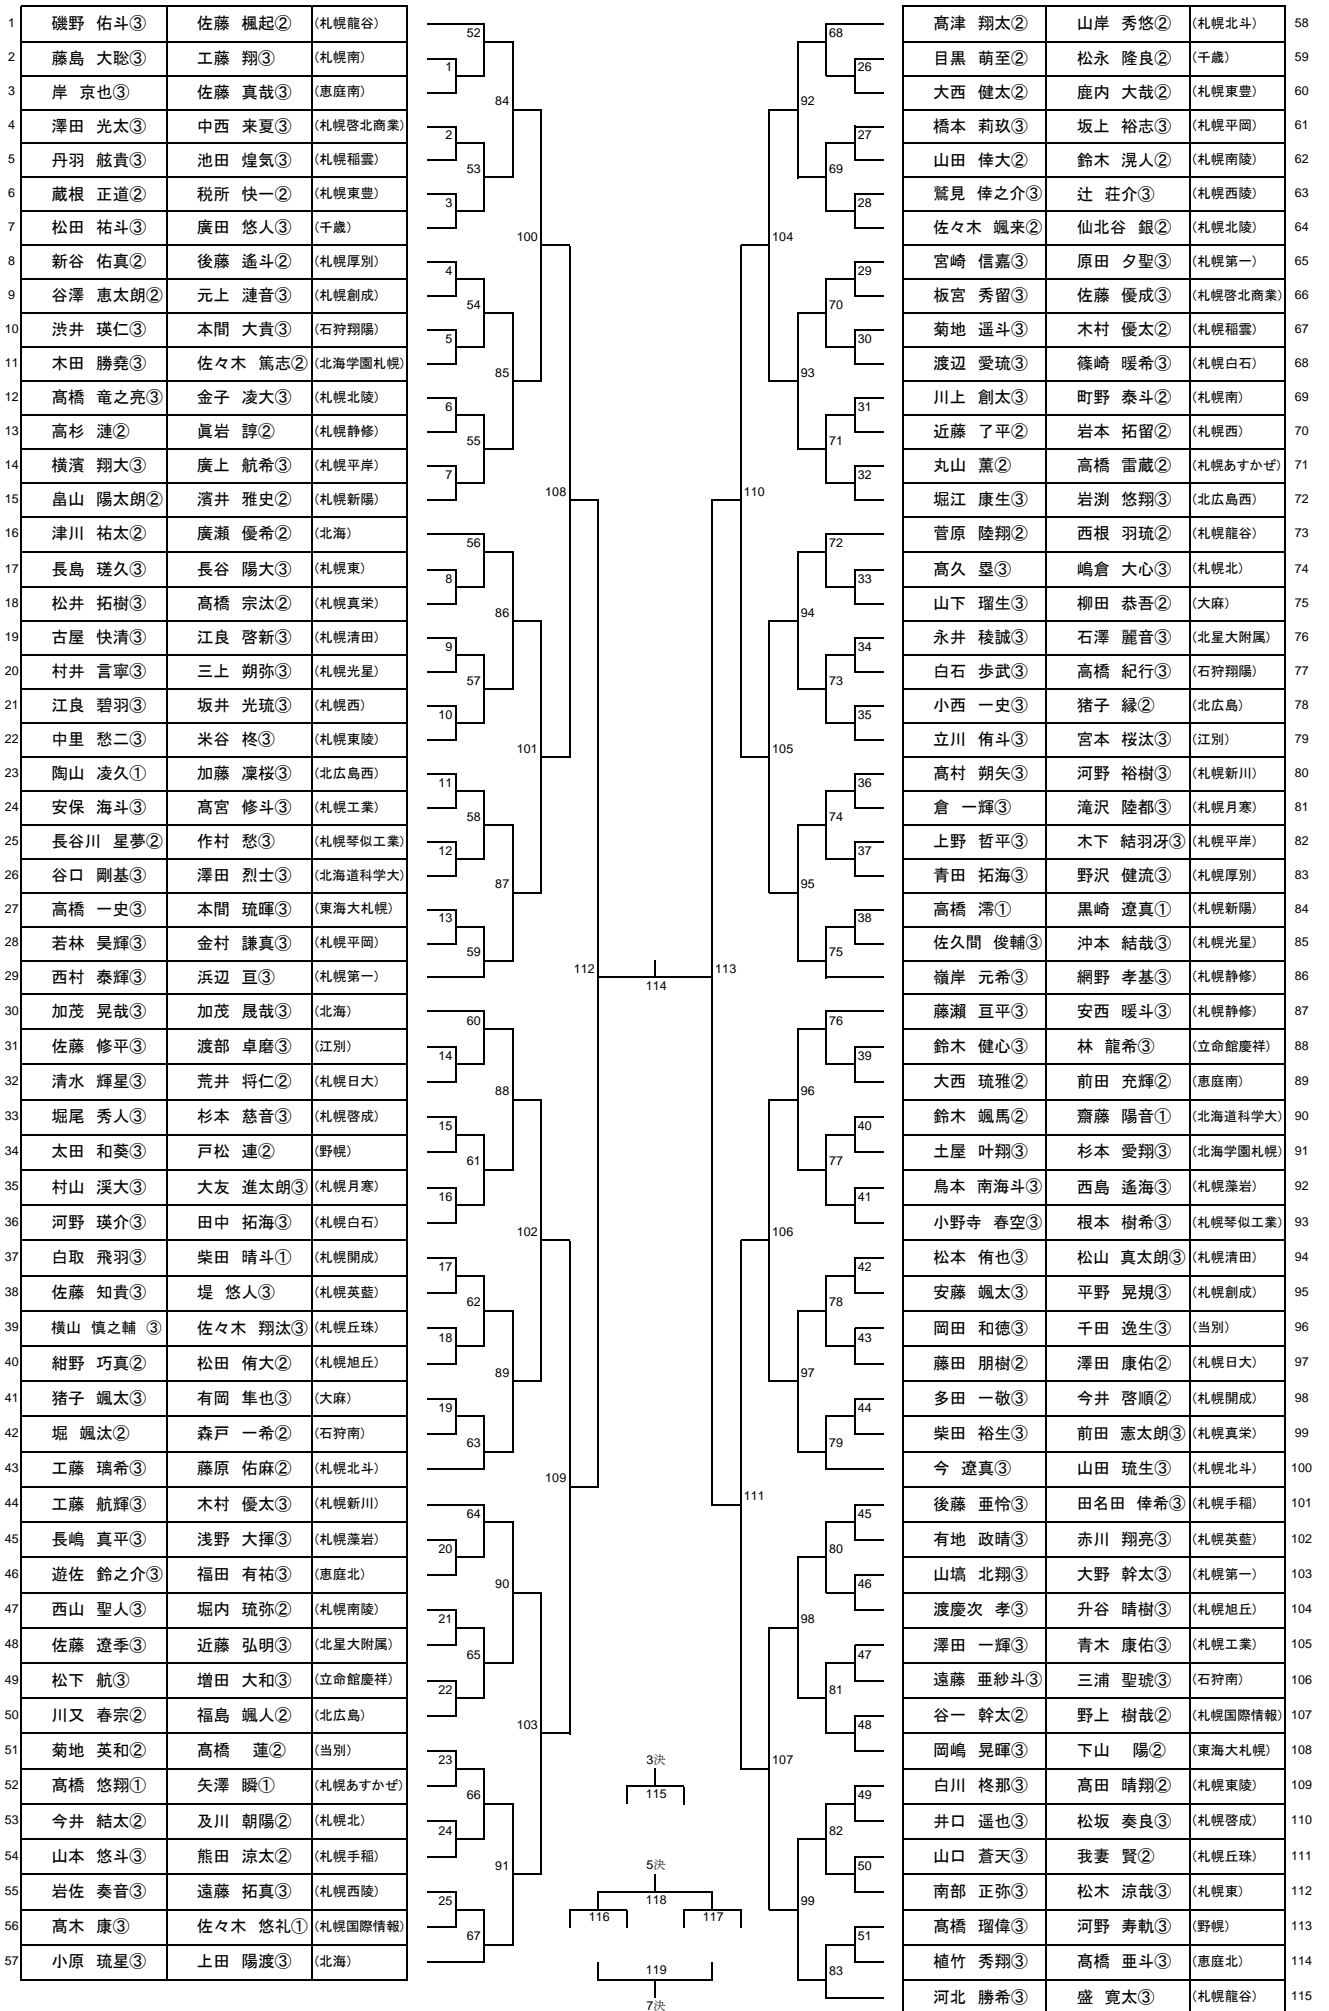 1 磯野 佑斗③ 佐藤 楓起② (札幌龍谷)
2 藤島 大聡③ 工藤 翔③ (札幌南)
3 岸 京也③ 佐藤 真哉③ (恵庭南)
4 澤田 光太③ 中西 来夏③ (札幌啓北商業)
5 丹羽 舷貴③ 池田 煌気③ (札幌稲雲)
6 蔵根 正道② 税所 快一② (札幌東豊)
7 松田 祐斗③ 廣田 悠人③ (千歳)
8 新谷 佑真② 後藤 遙斗② (札幌厚別)
9 谷澤 恵太朗② 元上 漣音③ (札幌創成)
10 渋井 瑛仁③ 本間 大貴③ (石狩翔陽)
11 木田 勝堯③ 佐々木 篤志② (北海学園札幌)
12 髙橋 竜之亮③ 金子 凌大③ (札幌北陵)
13 高杉 漣② 眞岩 諄② (札幌静修)
14 横濱 翔大③ 廣上 航希③ (札幌平岸)
15 畠山 陽太朗② 濱井 雅史② (札幌新陽)
16 津川 祐太② 廣瀬 優希② (北海)
17 長島 瑳久③ 長谷 陽大③ (札幌東)
18 松井 拓樹③ 髙橋 宗汰② (札幌真栄)
19 古屋 快清③ 江良 啓新③ (札幌清田)
20 村井 言寧③ 三上 朔弥③ (札幌光星)
21 江良 碧羽③ 坂井 光琉③ (札幌西)
22 中里 愁二③ 米谷 柊③ (札幌東陵)
23 陶山 凌久① 加藤 凜桜③ (北広島西)
24 安保 海斗③ 髙宮 修斗③ (札幌工業)
25 長谷川 星夢② 作村 愁③ (札幌琴似工業)
26 谷口 剛基③ 澤田 烈士③ (北海道科学大)
27 高橋 一史③ 本間 琉暉③ (東海大札幌)
28 若林 昊輝③ 金村 謙真③ (札幌平岡)
29 西村 泰輝③ 浜辺 亘③ (札幌第一)
30 加茂 晃哉③ 加茂 晟哉③ (北海)
31 佐藤 修平③ 渡部 卓磨③ (江別)
32 清水 輝星③ 荒井 将仁② (札幌日大)
33 堀尾 秀人③ 杉本 慈音③ (札幌啓成)
34 太田 和葵③ 戸松 連② (野幌)
35 村山 渓大③ 大友 進太朗③ (札幌月寒)
36 河野 瑛介③ 田中 拓海③ (札幌白石)
37 白取 飛羽③ 柴田 晴斗① (札幌開成)
38 佐藤 知貴③ 堤 悠人③ (札幌英藍)
39 横山 慎之輔 ③ 佐々木 翔汰③ (札幌丘珠)
40 紺野 巧真② 松田 侑大② (札幌旭丘)
41 猪子 颯太③ 有岡 隼也③ (大麻)
42 堀 颯汰② 森戸 一希② (石狩南)
43 工藤 璃希③ 藤原 佑麻② (札幌北斗)
44 工藤 航輝③ 木村 優太③ (札幌新川)
45 長嶋 真平③ 浅野 大揮③ (札幌藻岩)
46 遊佐 鈴之介③ 福田 有祐③ (恵庭北)
47 西山 聖人③ 堀内 琉弥② (札幌南陵)
48 佐藤 遼季③ 近藤 弘明③ (北星大附属)
49 松下 航③ 増田 大和③ (立命館慶祥)
50 川又 春宗② 福島 颯人② (北広島)
51 菊地 英和② 髙橋 蓮② (当別)
52 髙橋 悠翔① 矢澤 瞬① (札幌あすかぜ)
53 今井 結太② 及川 朝陽② (札幌北)
54 山本 悠斗③ 熊田 涼太② (札幌手稲)
55 岩佐 奏音③ 遠藤 拓真③ (札幌西陵)
56 髙木 康③ 佐々木 悠礼① (札幌国際情報)
57 小原 琉星③ 上田 陽渡③ (北海)
52
1
84
2
53
3
100
4
54
5
85
6
55
7
108
56
8
86
9
57
10
101
11
58
12
87
13
59
112
60
14
88
15
61
16
102
17
62
18
89
19
63
109
64
20
90
21
65
22
103
23
66
24
91
25
67
114
3決
115
5決
118
116 117
119
7決
68
26
92
27
69
28
104
29
70
30
93
31
71
32
110
72
33
94
34
73
35
105
36
74
37
95
38
75
113
76
39
96
40
77
41
106
42
78
43
97
44
79
111
45
80
46
98
47
81
48
107
49
82
50
99
51
83
髙津 翔太② 山岸 秀悠② (札幌北斗) 58
目黒 萌至② 松永 隆良② (千歳) 59
大西 健太② 鹿内 大哉② (札幌東豊) 60
橋本 莉玖③ 坂上 裕志③ (札幌平岡) 61
山田 倖大② 鈴木 滉人② (札幌南陵) 62
鷲見 倖之介③ 辻 荘介③ (札幌西陵) 63
佐々木 颯来② 仙北谷 銀② (札幌北陵) 64
宮崎 信嘉③ 原田 夕聖③ (札幌第一) 65
板宮 秀留③ 佐藤 優成③ (札幌啓北商業) 66
菊地 遥斗③ 木村 優太② (札幌稲雲) 67
渡辺 愛琉③ 篠崎 暖希③ (札幌白石) 68
川上 創太③ 町野 泰斗② (札幌南) 69
近藤 了平② 岩本 拓留② (札幌西) 70
丸山 薫② 高橋 雷蔵② (札幌あすかぜ) 71
堀江 康生③ 岩渕 悠翔③ (北広島西) 72
菅原 陸翔② 西根 羽琉② (札幌龍谷) 73
髙久 塁③ 嶋倉 大心③ (札幌北) 74
山下 瑠生③ 柳田 恭吾② (大麻) 75
永井 稜誠③ 石澤 麗音③ (北星大附属) 76
白石 歩武③ 高橋 紀行③ (石狩翔陽) 77
小西 一史③ 猪子 縁② (北広島) 78
立川 侑斗③ 宮本 桜汰③ (江別) 79
髙村 朔矢③ 河野 裕樹③ (札幌新川) 80
倉 一輝③ 滝沢 陸都③ (札幌月寒) 81
上野 哲平③ 木下 結羽冴③ (札幌平岸) 82
青田 拓海③ 野沢 健流③ (札幌厚別) 83
高橋 澪① 黒崎 遼真① (札幌新陽) 84
佐久間 俊輔③ 沖本 結哉③ (札幌光星) 85
嶺岸 元希③ 網野 孝基③ (札幌静修) 86
藤瀬 亘平③ 安西 暖斗③ (札幌静修) 87
鈴木 健心③ 林 龍希③ (立命館慶祥) 88
大西 琉雅② 前田 充輝② (恵庭南) 89
鈴木 颯馬② 齋藤 陽音① (北海道科学大) 90
土屋 叶翔③ 杉本 愛翔③ (北海学園札幌) 91
鳥本 南海斗③ 西島 遙海③ (札幌藻岩) 92
小野寺 春空③ 根本 樹希③ (札幌琴似工業) 93
松本 侑也③ 松山 真太朗③ (札幌清田) 94
安藤 颯太③ 平野 晃規③ (札幌創成) 95
岡田 和徳③ 千田 逸生③ (当別) 96
藤田 朋樹② 澤田 康佑② (札幌日大) 97
多田 一敬③ 今井 啓順② (札幌開成) 98
柴田 裕生③ 前田 憲太朗③ (札幌真栄) 99
今 遼真③ 山田 琉生③ (札幌北斗) 100
後藤 亜怜③ 田名田 倖希③ (札幌手稲) 101
有地 政晴③ 赤川 翔亮③ (札幌英藍) 102
山塙 北翔③ 大野 幹太③ (札幌第一) 103
渡慶次 孝③ 升谷 晴樹③ (札幌旭丘) 104
澤田 一輝③ 青木 康佑③ (札幌工業) 105
遠藤 亜紗斗③ 三浦 聖琥③ (石狩南) 106
谷一 幹太② 野上 樹哉② (札幌国際情報) 107
岡嶋 晃暉③ 下山 陽② (東海大札幌) 108
白川 柊那③ 髙田 晴翔② (札幌東陵) 109
井口 遥也③ 松坂 奏良③ (札幌啓成) 110
山口 蒼天③ 我妻 賢② (札幌丘珠) 111
南部 正弥③ 松木 涼哉③ (札幌東) 112
髙橋 瑠偉③ 河野 寿軌③ (野幌) 113
植竹 秀翔③ 髙橋 亜斗③ (恵庭北) 114
河北 勝希③ 盛 寛太③ (札幌龍谷) 115